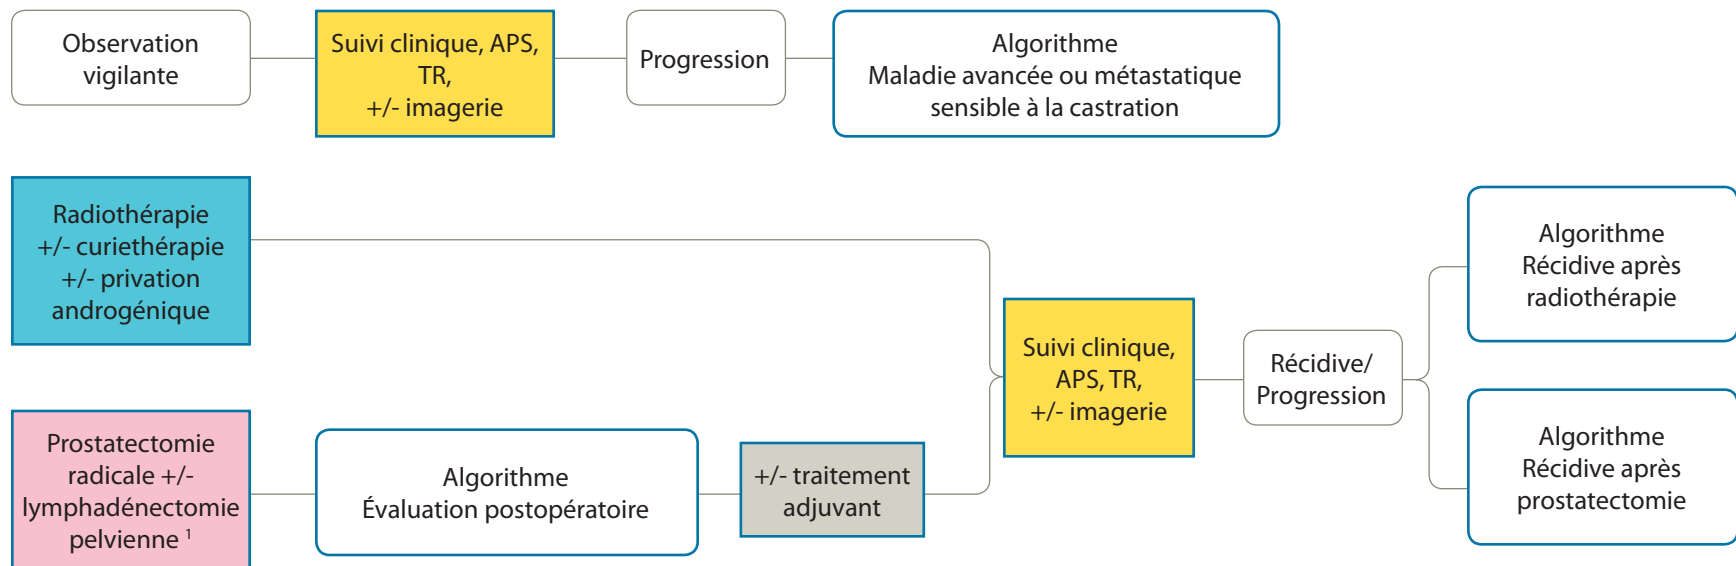 Observation
vigilante
Suivi clinique, APS,
TR,
+/- imagerie
Progression
Algorithme
Maladie avancée ou métastatique
sensible à la castration
Radiothérapie
+/- curiethérapie
+/- privation
androgénique
Prostatectomie
radicale +/-
lymphadénectomie
pelvienne ¹
Algorithme
Évaluation postopératoire
+/- traitement
adjuvant
Suivi clinique,
APS, TR,
+/- imagerie
Récidive/
Progression
Algorithme
Récidive après
radiothérapie
Algorithme
Récidive après
prostatectomie